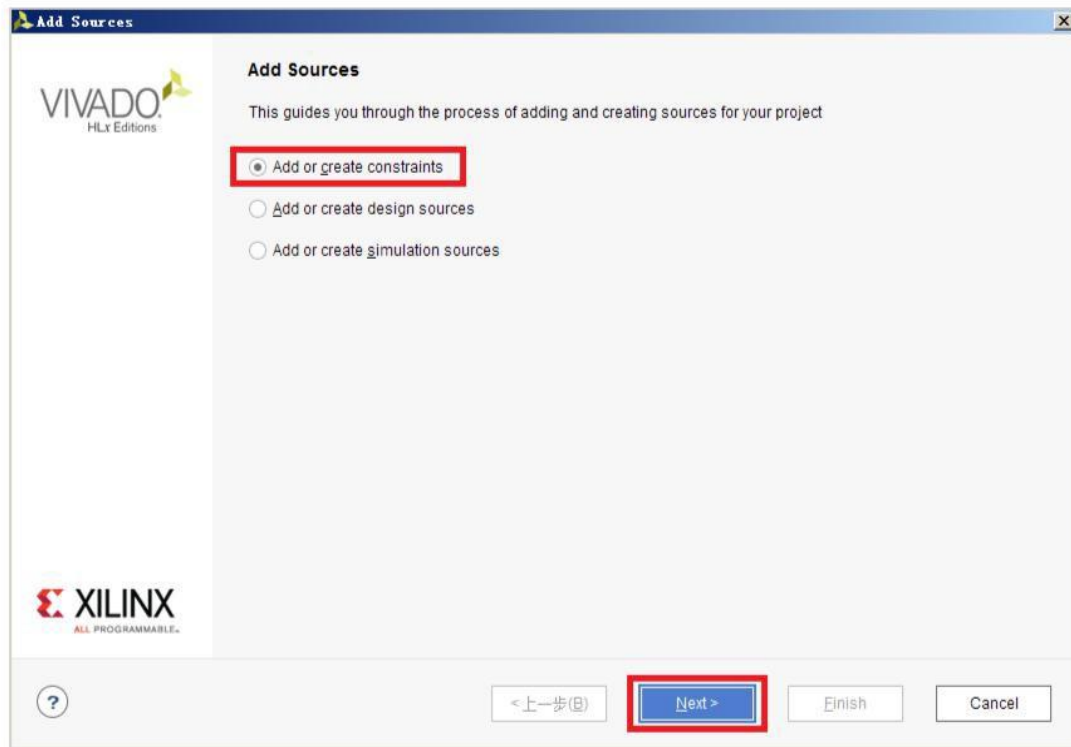 Add Sources
VIVADO.
HLx Editions
Add Sources
This guides you through the process of adding and creating sources for your project
Add or create constraints
Add or create design sources
Add or create simulation sources
XILINX
ALL PROGRAMMABLE.
?
<上一步(B)
Next >
Finish
Cancel